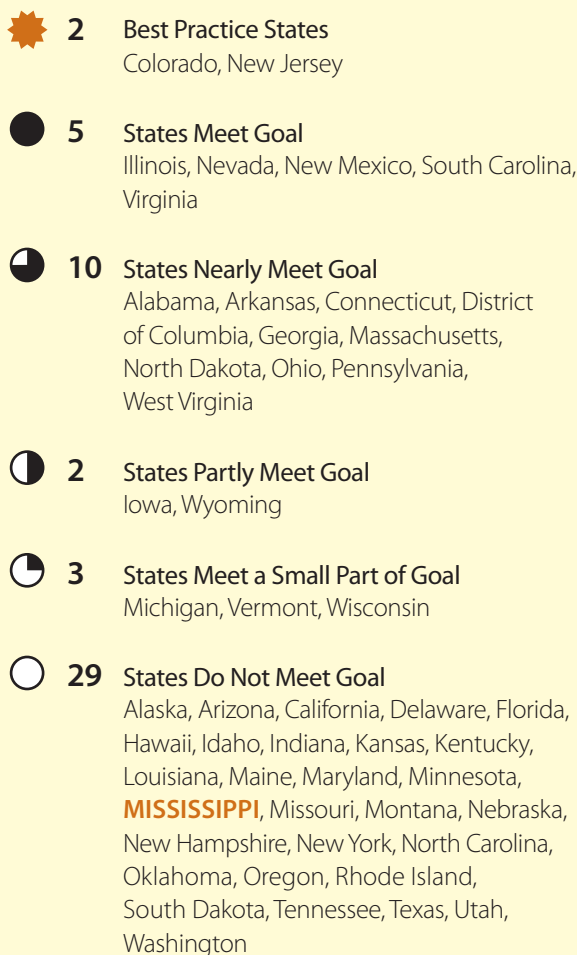 2 Best Practice States
Colorado, New Jersey
5 States Meet Goal
Illinois, Nevada, New Mexico, South Carolina,
Virginia
10 States Nearly Meet Goal
Alabama, Arkansas, Connecticut, District
of Columbia, Georgia, Massachusetts,
North Dakota, Ohio, Pennsylvania,
West Virginia
2 States Partly Meet Goal
Iowa, Wyoming
3 States Meet a Small Part of Goal
Michigan, Vermont, Wisconsin
29 States Do Not Meet Goal
Alaska, Arizona, California, Delaware, Florida,
Hawaii, Idaho, Indiana, Kansas, Kentucky,
Louisiana, Maine, Maryland, Minnesota,
MISSISSIPPI, Missouri, Montana, Nebraska,
New Hampshire, New York, North Carolina,
Oklahoma, Oregon, Rhode Island,
South Dakota, Tennessee, Texas, Utah,
Washington